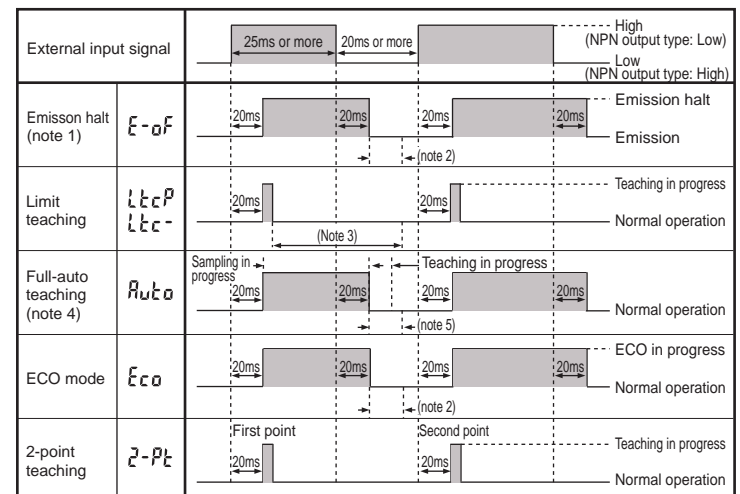 External input signal
25ms or more
20ms or more
High
(NPN output type: Low)
Low
(NPN output type: High)
Emisson halt
(note 1)
E-oF
20ms
20ms
20ms
20ms
Emission halt
Emission
(note 2)
Limit
teaching
LtcP
Ltc-
20ms
20ms
Teaching in progress
Normal operation
(Note 3)
Full-auto
teaching
(note 4)
Auto
Sampling in
progress
Teaching in progress
20ms
20ms
20ms
20ms
Normal operation
(note 5)
ECO mode
Eco
20ms
20ms
20ms
20ms
ECO in progress
Normal operation
(note 2)
2-point
teaching
2-Pt
First point
Second point
20ms
20ms
Teaching in progress
Normal operation